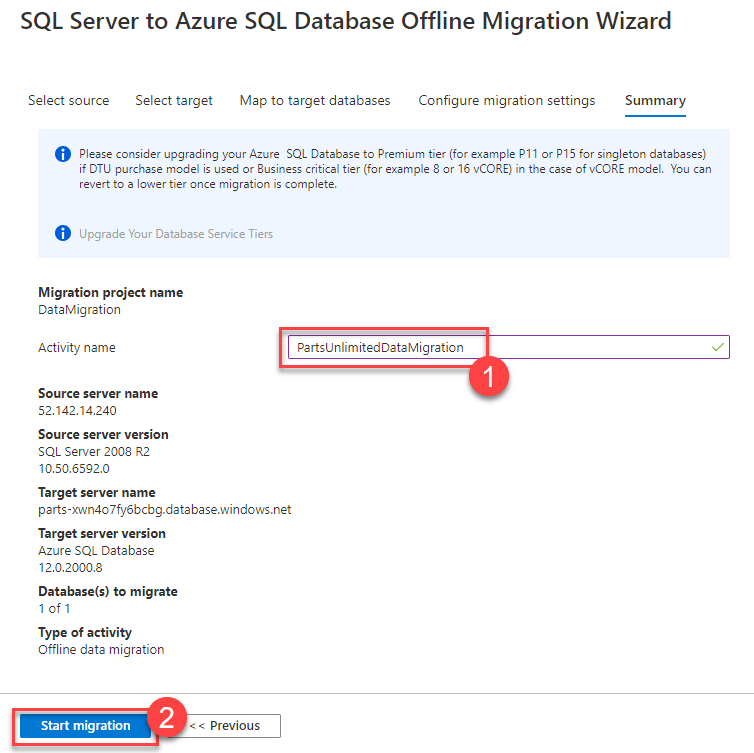 SQL Server to Azure SQL Database Offline Migration Wizard
Select source Select target Map to target databases Configure migration settings Summary
Please consider upgrading your Azure SQL Database to Premium tier (for example P11 or P15 for singleton databases)
if DTU purchase model is used or Business critical tier (for example 8 or 16 vCORE) in the case of vCORE model. You can
revert to a lower tier once migration is complete.
Upgrade Your Database Service Tiers
Migration project name
DataMigration
Activity name PartsUnlimitedDataMigration
1
Source server name
52.142.14.240
Source server version
SQL Server 2008 R2
10.50.6592.0
Target server name
parts-xwn4o7fy6bcbg.database.windows.net
Target server version
Azure SQL Database
12.0.2000.8
Database(s) to migrate
1 of 1
Type of activity
Offline data migration
Start migration 2 << Previous